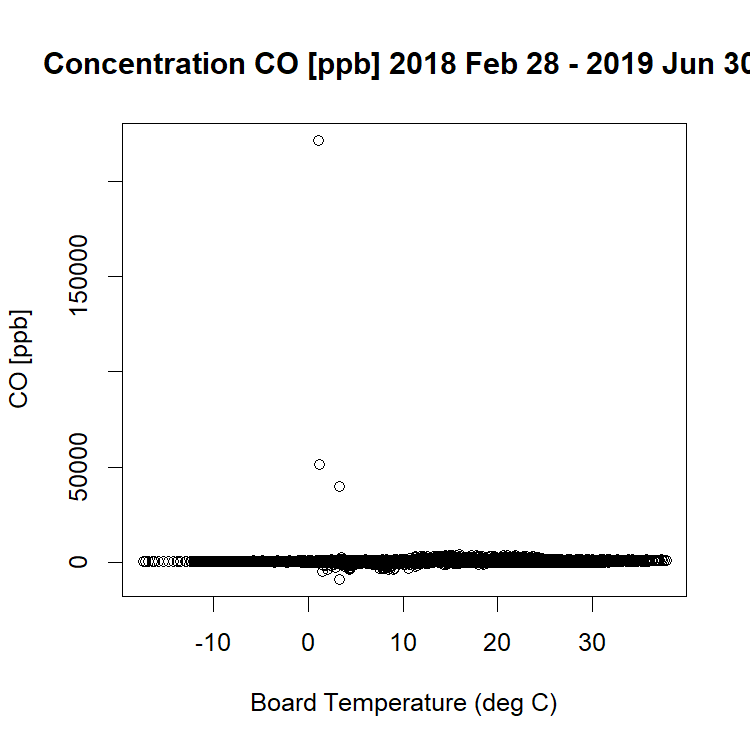 Concentration CO [ppb] 2018 Feb 28 - 2019 Jun 30
CO [ppb]
150000
50000
0
-10 0 10 20 30
Board Temperature (deg C)